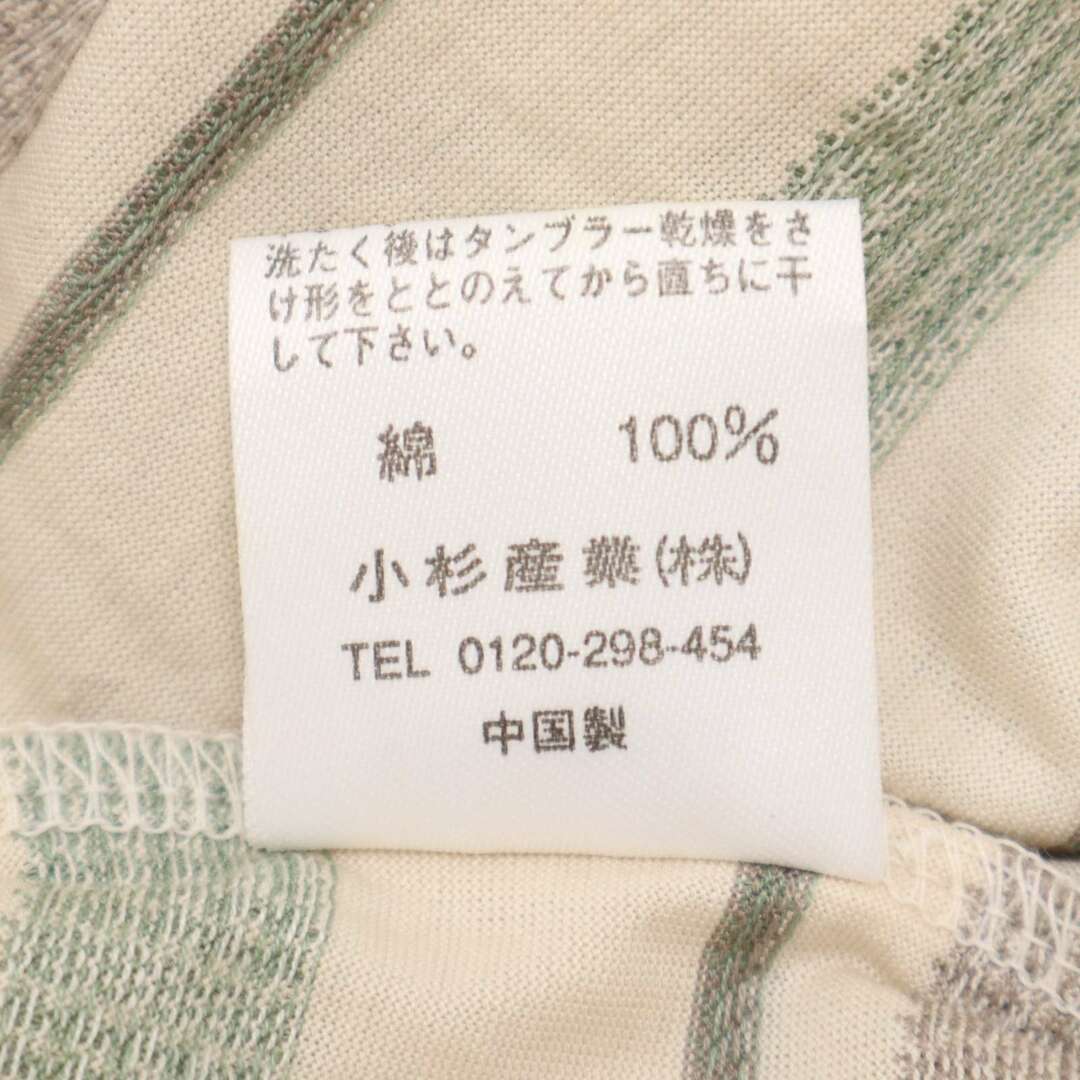 洗たく後はタンブラー乾燥をさ
け形をととのえてから直ちに干
して下さい。
綿 100%
小杉産業(株)
TEL 0120-298-454
中国製